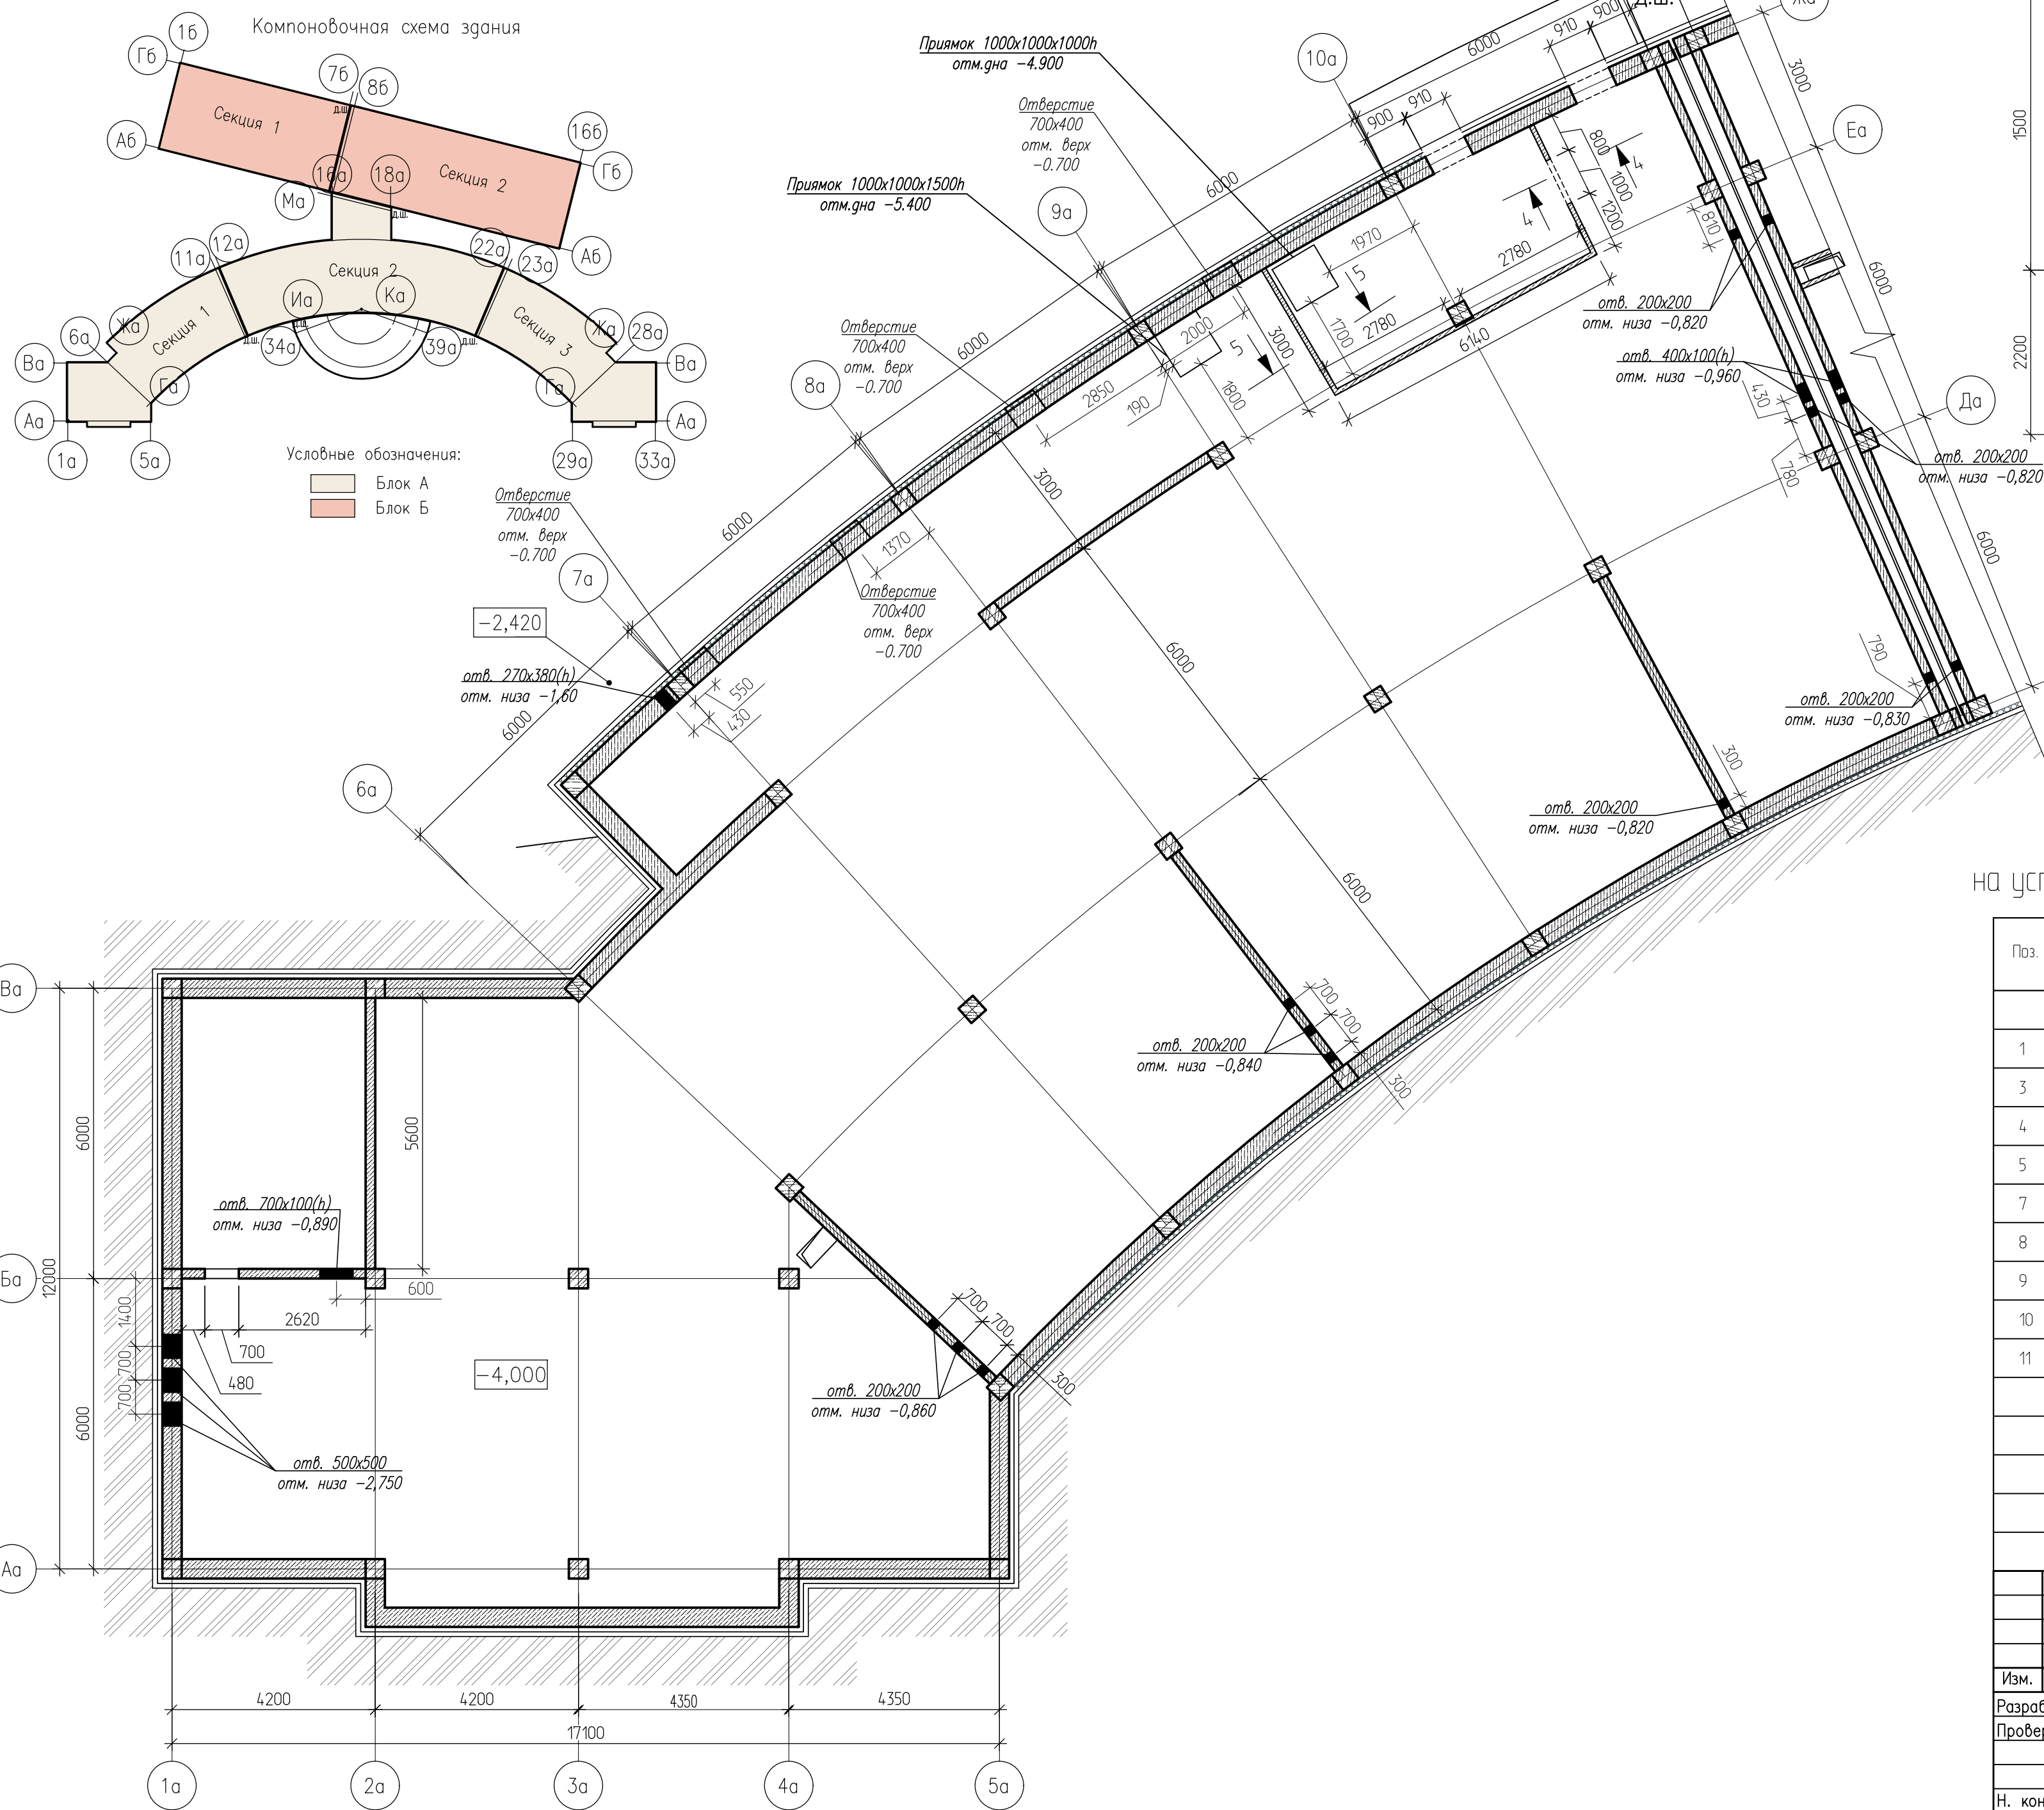 Компоновочная схема здания
1б
Гб
7б
8б
д.ш.
Секция 1
Аб
16б
Гб
16а
18а
Секция 2
Ма
д.ш.
Аб
11а
12а
22а
23а
Секция 2
Иа
Ка
д.ш.
6а
Жа
Секция 1
Секция 3
Жа
28а
д.ш.
34а
39а
д.ш.
Ва
Га
Га
Ва
Аа
Аа
1а
5а
29а
33а
Условные обозначения:
Блок А
Блок Б
Приямок 1000х1000х1000h
отм.дна -4.900
Отверстие
700х400
отм. верх
-0.700
Приямок 1000х1000х1500h
отм.дна -5.400
9а
10а
д.ш.
Жа
Еа
Да
6000
910
900
900
910
6000
3000
800
1000
1200
4
4
1500
2200
810
1970
5
2780
2780
1700
6140
3000
2000
5
1800
190
2850
6000
отв. 200х200
отм. низа -0,820
отв. 400х100(h)
отм. низа -0,960
430
780
отв. 200х200
отм. низа -0,820
6000
6000
Отверстие
700х400
отм. верх
-0.700
8а
3000
1370
Отверстие
700х400
отм. верх
-0.700
6000
Отверстие
700х400
отм. верх
-0.700
7а
-2,420
отв. 270х380(h)
отм. низа -1,60
550
430
6000
6а
6000
6000
790
отв. 200х200
отм. низа -0,830
300
отв. 200х200
отм. низа -0,820
700
700
300
отв. 200х200
отм. низа -0,840
Ва
6000
12000
5600
отв. 700х100(h)
отм. низа -0,890
Ба
600
2620
1400
700
480
700
700
6000
-4,000
700
700
300
отв. 200х200
отм. низа -0,860
отв. 500х500
отм. низа -2,750
Аа
4200
4200
4350
4350
17100
1а
2а
3а
4а
5а
Поз.
1
3
4
5
7
8
9
10
11
Изм.